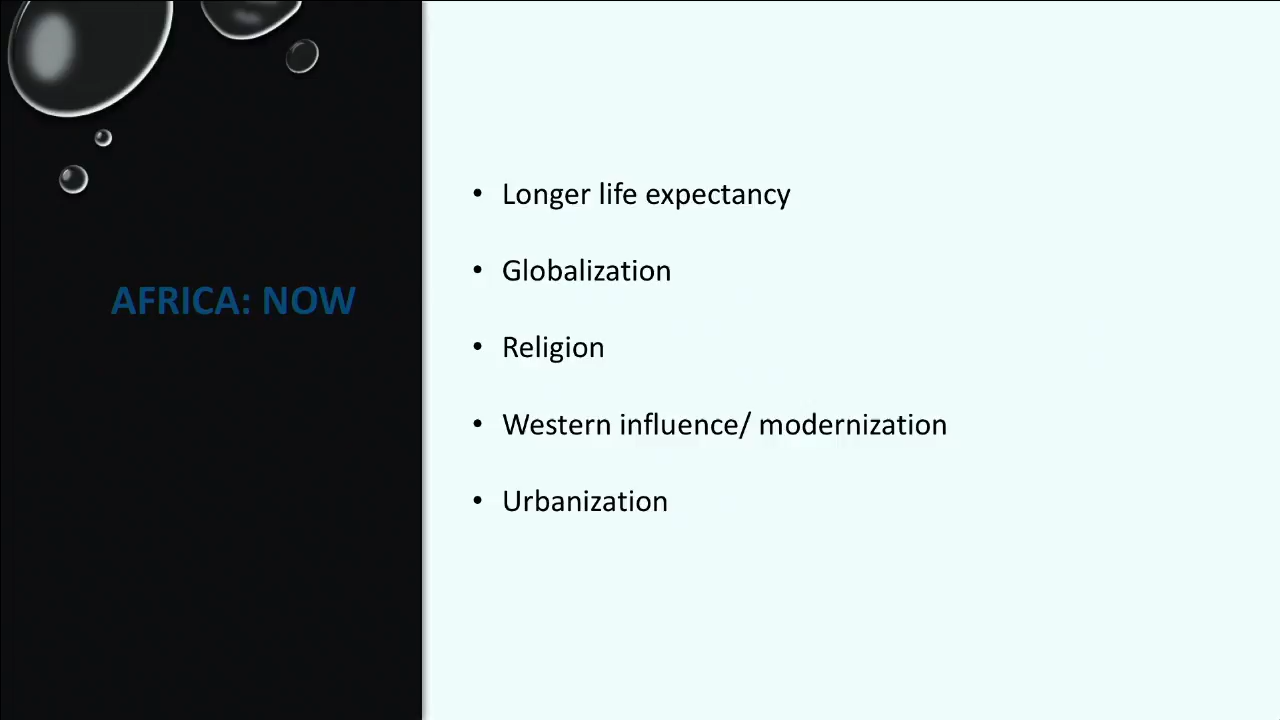 AFRICA: NOW
• Longer life expectancy
• Globalization
• Religion
• Western influence/ modernization
• Urbanization